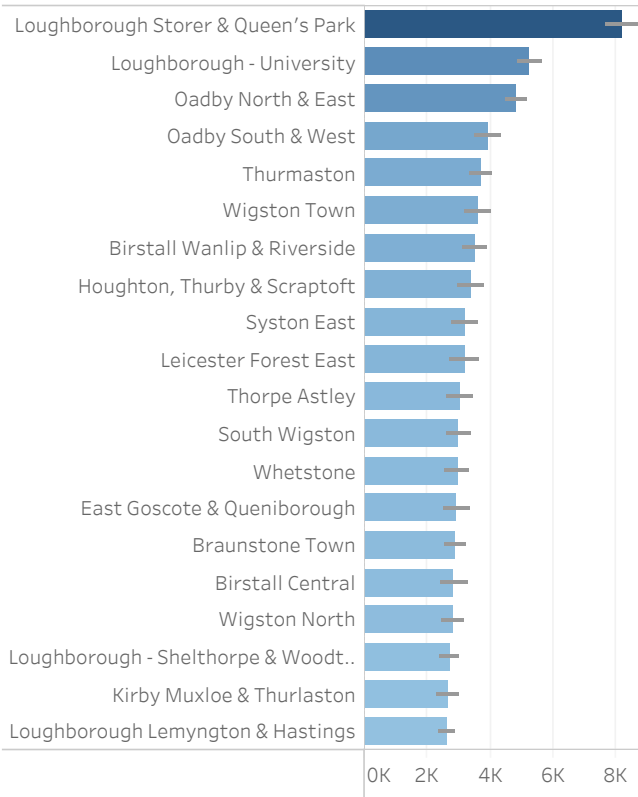 Loughborough Storer & Queen's Park
Loughborough - University
Oadby North & East
Oadby South & West
Thurmaston
Wigston Town
Birstall Wanlip & Riverside
Houghton, Thurby & Scraptoft
Syston East
Leicester Forest East
Thorpe Astley
South Wigston
Whetstone
East Goscote & Queniborough
Braunstone Town
Birstall Central
Wigston North
Loughborough - Shelthorpe & Woodt..
Kirby Muxloe & Thurlaston
Loughborough Lemyngton & Hastings
0K 2K 4K 6K 8K